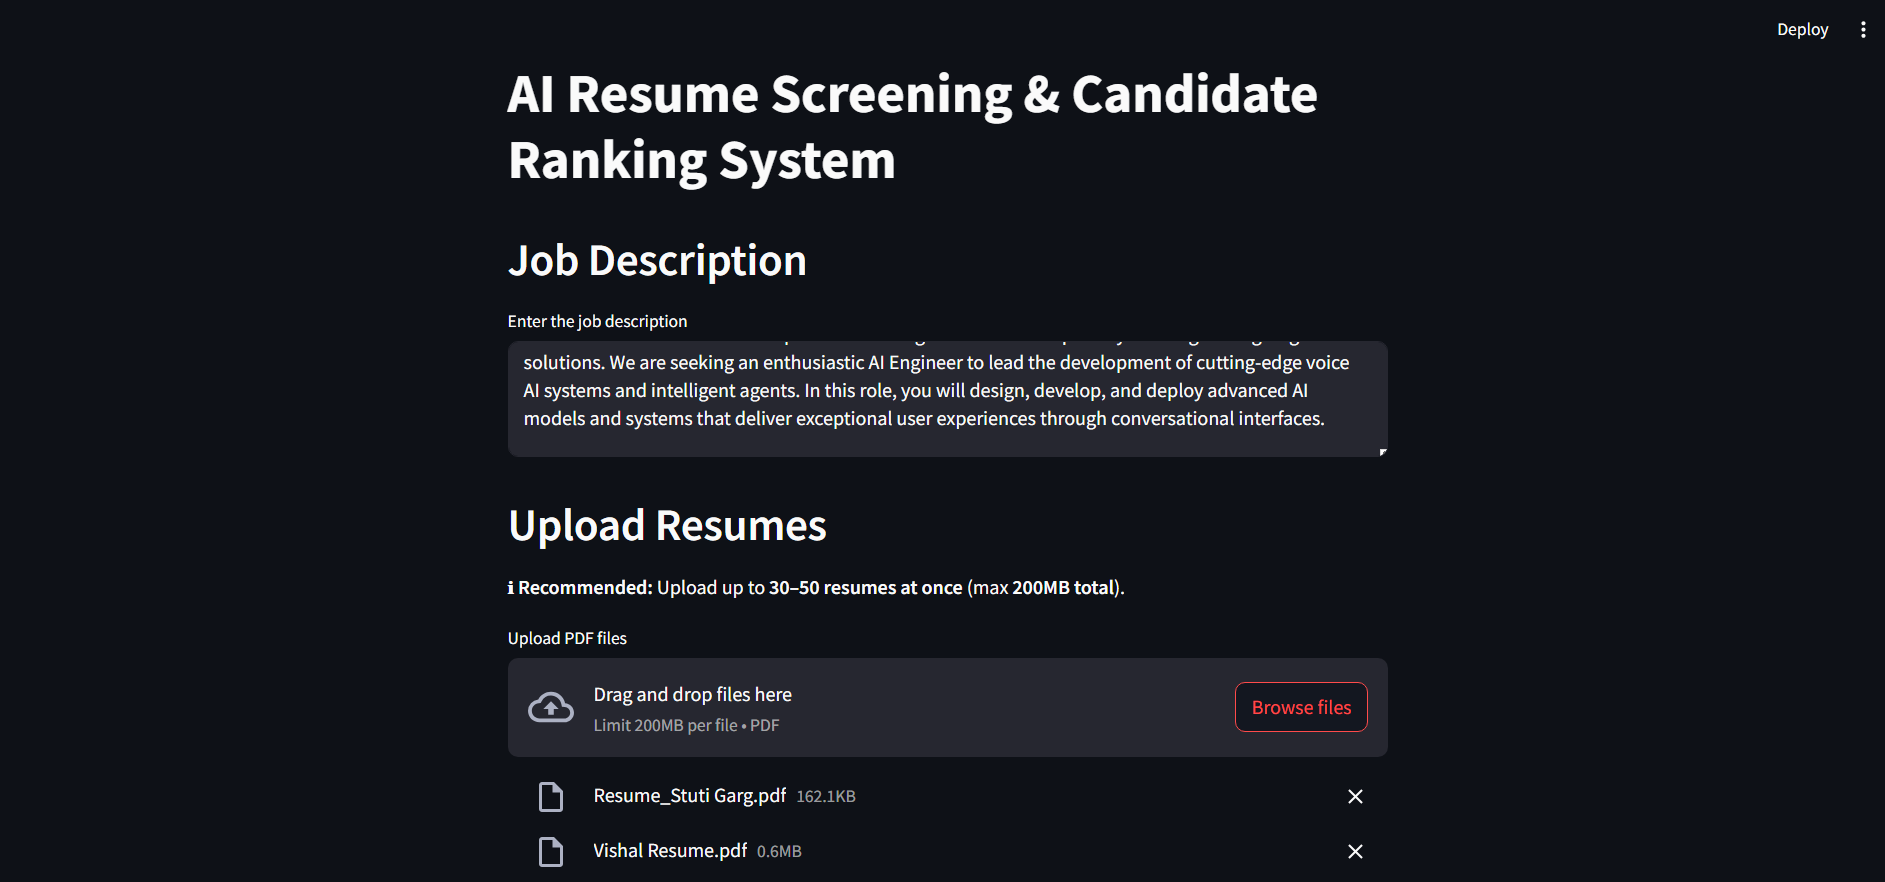 Deploy
AI Resume Screening & Candidate
Ranking System
Job Description
Enter the job description
solutions. We are seeking an enthusiastic AI Engineer to lead the development of cutting-edge voice
AI systems and intelligent agents. In this role, you will design, develop, and deploy advanced AI
models and systems that deliver exceptional user experiences through conversational interfaces.
Upload Resumes
ℹ Recommended: Upload up to 30–50 resumes at once (max 200MB total).
Upload PDF files
Drag and drop files here
Limit 200MB per file • PDF
Browse files
Resume_Stuti Garg.pdf 162.1KB
Vishal Resume.pdf 0.6MB